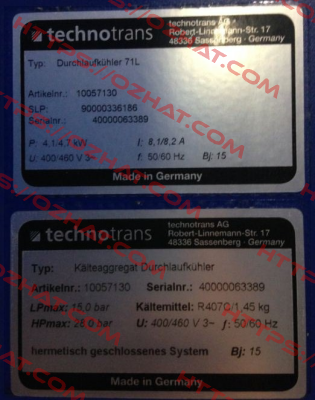 technotrans
technotrans AG
Robert-Linnemann-Str. 17
48336 Sassenberg - Germany
Typ: Durchlaufkühler 71L
Artikelnr.: 10057130
SLP: 90000336186
Serialnr.: 40000063389
P: 4,1/4,7 kW I: 8,1/8,2 A
U: 400/460 V 3~ f: 50/60 Hz Bj: 15
Made in Germany
technotrans
technotrans AG
Robert-Linnemann-Str. 17
48336 Sassenberg - Germany
Typ: Kälteaggregat Durchlaufkühler
Artikelnr.: 10057130 Serialnr.: 40000063389
LPmax: 15,0 bar Kältemittel: R407C/1,45 kg
HPmax: 26,0 bar U: 400/460 V 3~ f: 50/60 Hz
hermetisch geschlossenes System Bj: 15
Made in Germany
HTTPS://OZHAT.COM